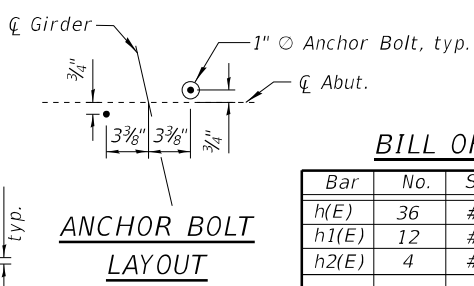 ℄ Girder
1" ∅ Anchor Bolt, typ.
3/4"
℄ Abut.
3⅜" 3⅜"
3/4"
BILL O
Bar No.
h(E) 36 #
h1(E) 12 #
h2(E) 4 #
typ.
ANCHOR BOLT
LAYOUT